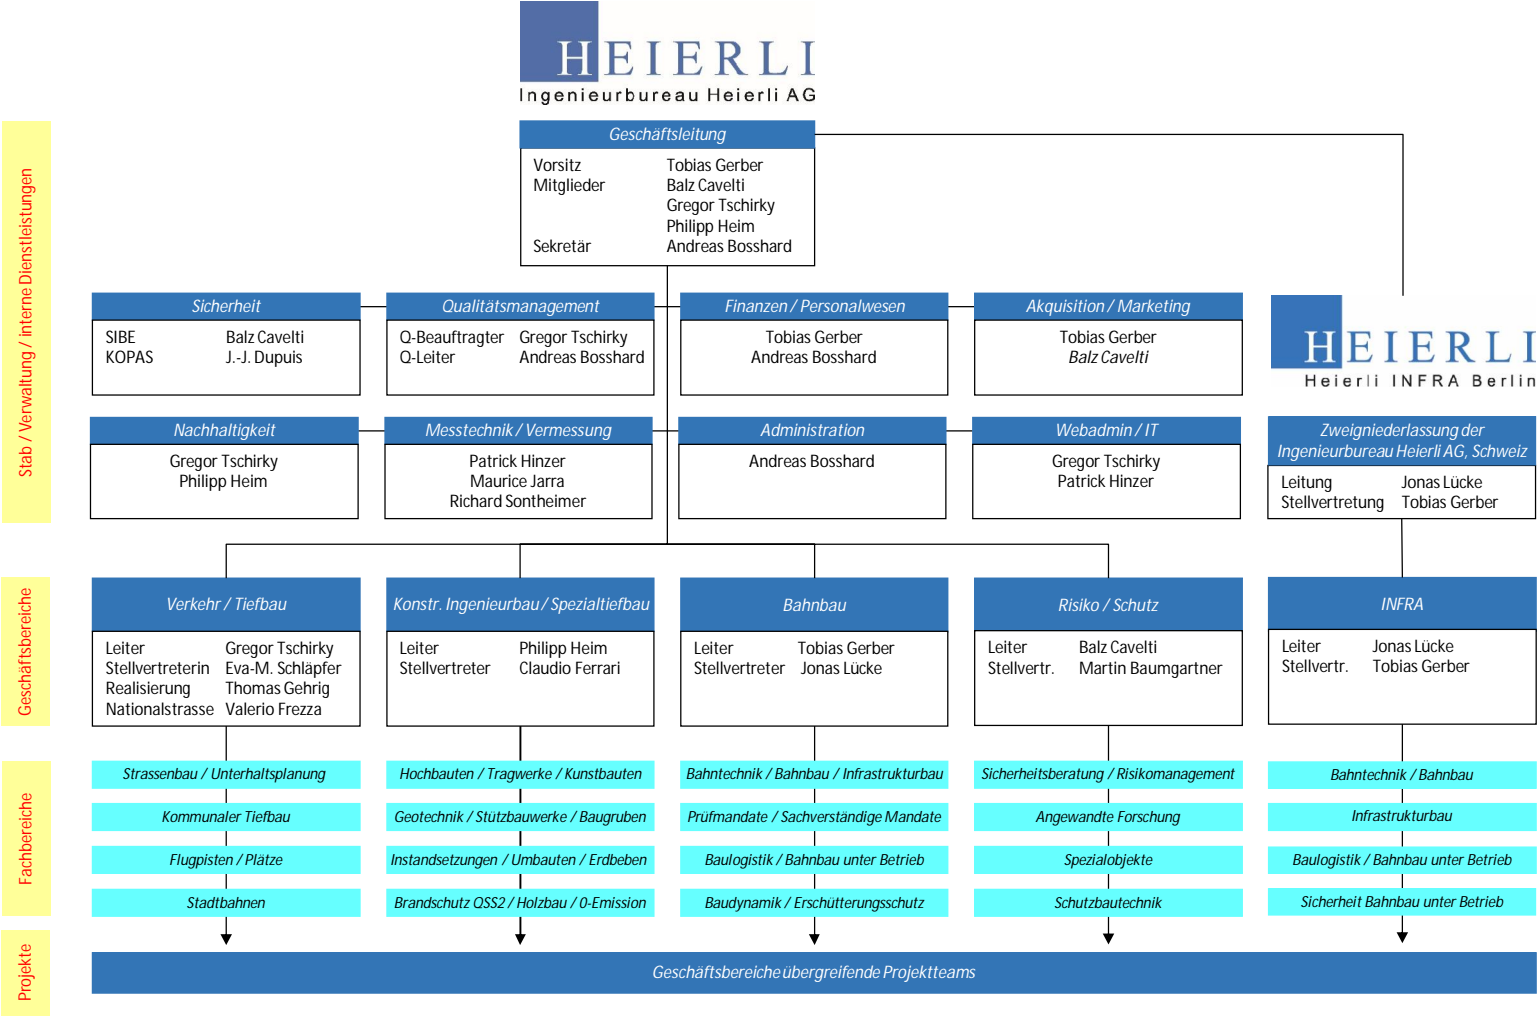 HEIERLI
Ingenieurbureau Heierli AG
Stab / Verwaltung / interne Dienstleistungen
Geschäftsleitung
Vorsitz Tobias Gerber
Mitglieder Balz Cavelti
Gregor Tschirky
Philipp Heim
Sekretär Andreas Bosshard
Sicherheit
SIBE Balz Cavelti
KOPAS J.-J. Dupuis
Qualitätsmanagement
Q-Beauftragter Gregor Tschirky
Q-Leiter Andreas Bosshard
Finanzen / Personalwesen
Tobias Gerber
Andreas Bosshard
Akquisition / Marketing
Tobias Gerber
Balz Cavelti
HEIERLI
Heierli INFRA Berlin
Nachhaltigkeit
Gregor Tschirky
Philipp Heim
Messtechnik / Vermessung
Patrick Hinzer
Maurice Jarra
Richard Sontheimer
Administration
Andreas Bosshard
Webadmin / IT
Gregor Tschirky
Patrick Hinzer
Zweigniederlassung der
Ingenieurbureau Heierli AG, Schweiz
Leitung Jonas Lücke
Stellvertretung Tobias Gerber
Geschäftsbereiche
Verkehr / Tiefbau
Leiter Gregor Tschirky
Stellvertreterin Eva-M. Schläpfer
Realisierung Thomas Gehrig
Nationalstrasse Valerio Frezza
Konstr. Ingenieurbau / Spezialtiefbau
Leiter Philipp Heim
Stellvertreter Claudio Ferrari
Bahnbau
Leiter Tobias Gerber
Stellvertreter Jonas Lücke
Risiko / Schutz
Leiter Balz Cavelti
Stellvertr. Martin Baumgartner
INFRA
Leiter Jonas Lücke
Stellvertr. Tobias Gerber
Fachbereiche
Strassenbau / Unterhaltsplanung
Kommunaler Tiefbau
Flugpisten / Plätze
Stadtbahnen
Hochbauten / Tragwerke / Kunstbauten
Geotechnik / Stützbauwerke / Baugruben
Instandsetzungen / Umbauten / Erdbeben
Brandschutz QSS2 / Holzbau / 0-Emission
Bahntechnik / Bahnbau / Infrastrukturbau
Prüfmandate / Sachverständige Mandate
Baulogistik / Bahnbau unter Betrieb
Baudynamik / Erschütterungsschutz
Sicherheitsberatung / Risikomanagement
Angewandte Forschung
Spezialobjekte
Schutzbautechnik
Bahntechnik / Bahnbau
Infrastrukturbau
Baulogistik / Bahnbau unter Betrieb
Sicherheit Bahnbau unter Betrieb
Projekte
Geschäftsbereiche übergreifende Projektteams